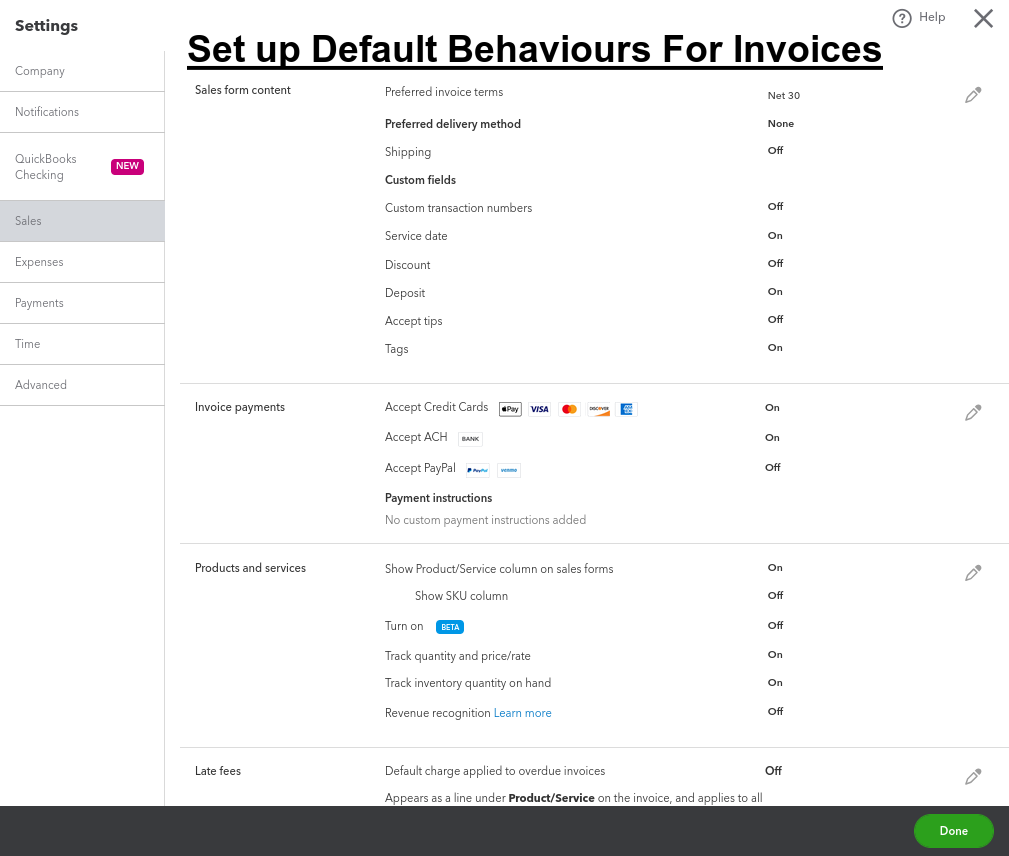 Settings
Help
Set up Default Behaviours For Invoices
Company
Notifications
QuickBooks
Checking
NEW
Sales
Expenses
Payments
Time
Advanced
Sales form content
Preferred invoice terms Net 30
Preferred delivery method None
Shipping Off
Custom fields
Custom transaction numbers Off
Service date On
Discount Off
Deposit On
Accept tips Off
Tags On
Invoice payments
Accept Credit Cards Pay VISA DISCOVER On
Accept ACH BANK On
Accept PayPal PayPal venmo Off
Payment instructions
No custom payment instructions added
Products and services
Show Product/Service column on sales forms On
Show SKU column Off
Turn on BETA Off
Track quantity and price/rate On
Track inventory quantity on hand On
Revenue recognition Learn more Off
Late fees
Default charge applied to overdue invoices Off
Appears as a line under Product/Service on the invoice, and applies to all
Done